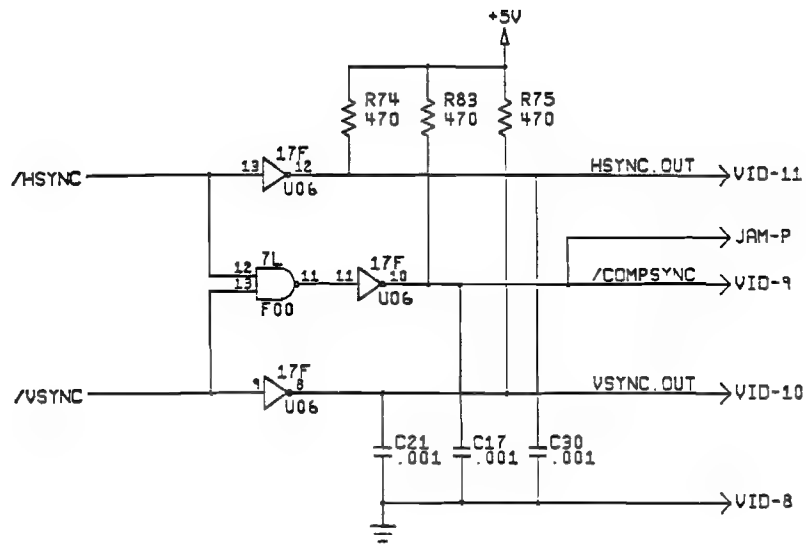 +5V
R74 470
R83 470
R75 470
/HSYNC
13 17F 12
U06
HSYNC.OUT
VID-11
JAM-P
7L
12
13
11
F00
11 17F 10
U06
/COMPSYNC
VID-9
/VSYNC
9 17F 8
U06
VSYNC.OUT
VID-10
C21 .001
C17 .001
C30 .001
VID-8